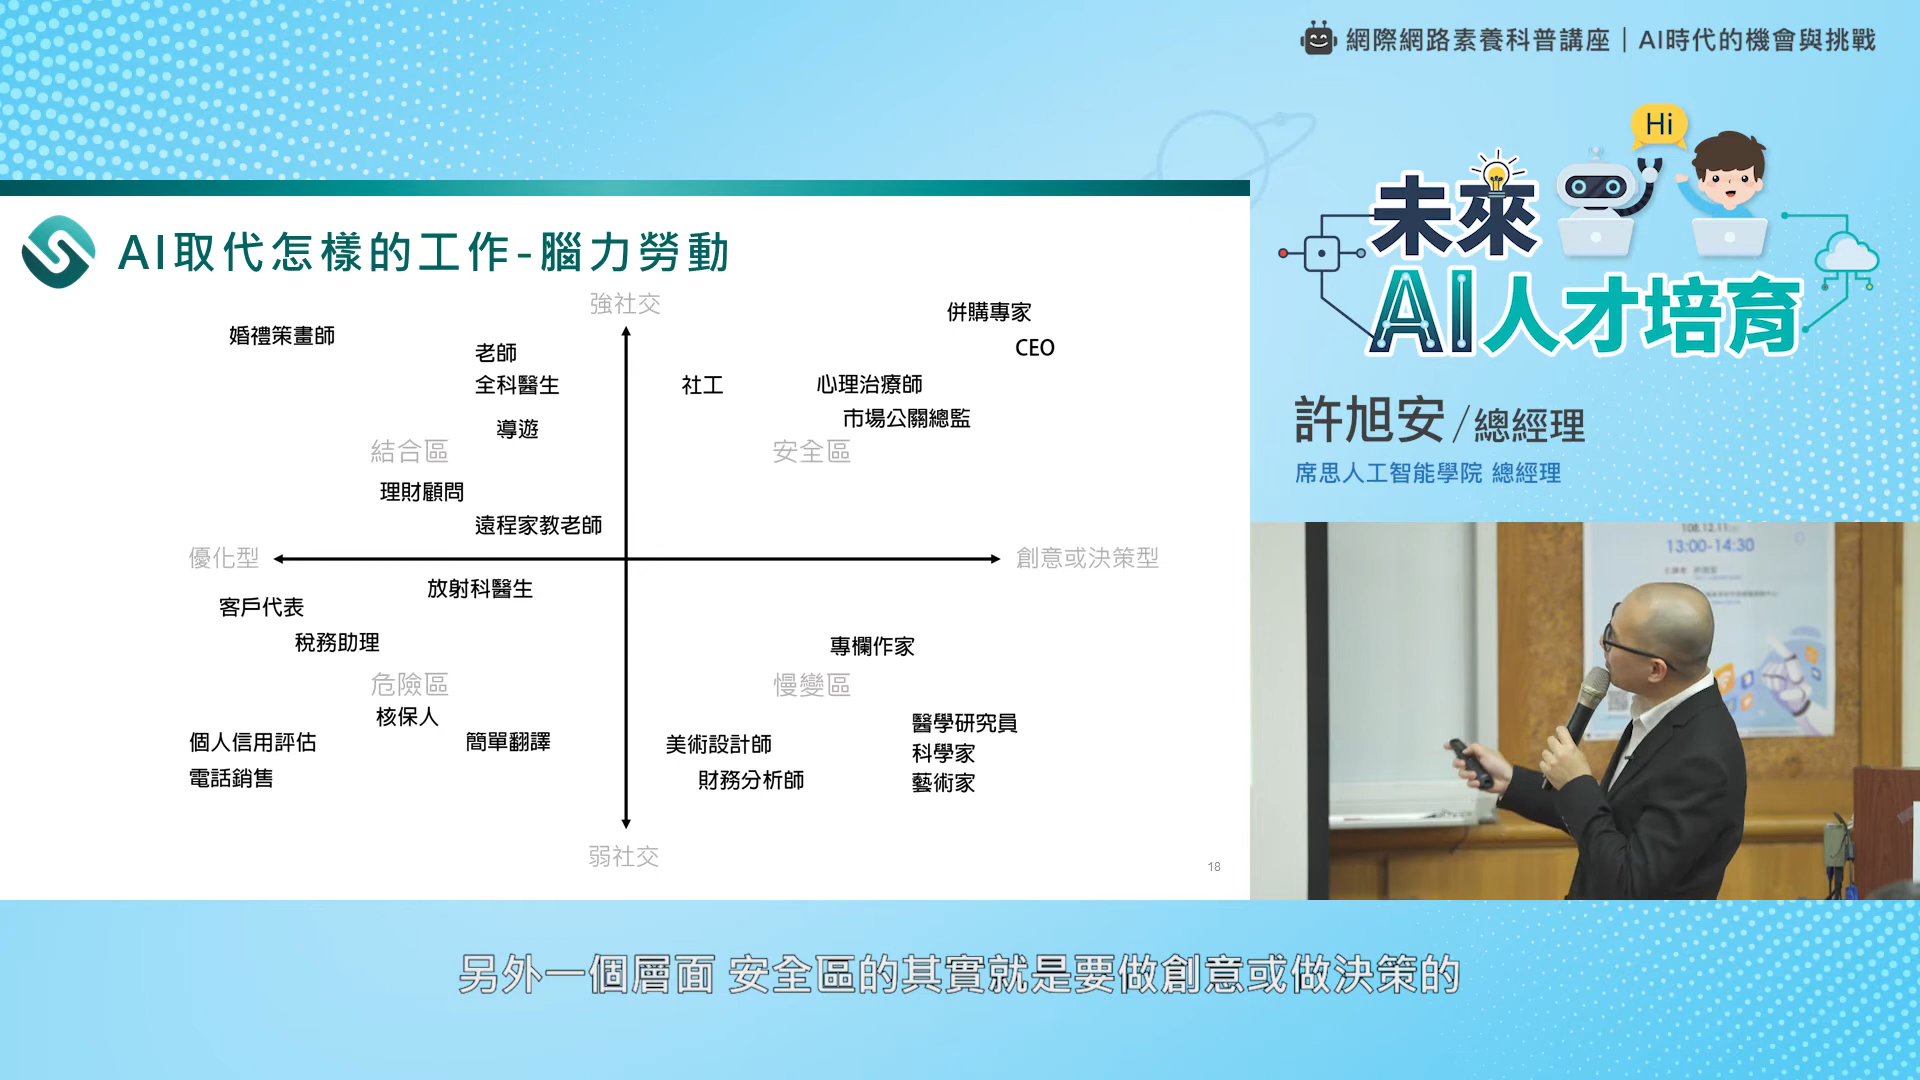 網際網路素養科普講座｜AI時代的機會與挑戰
Hi
未來
AI人才培育
許旭安/總經理
席思人工智能學院 總經理
AI取代怎樣的工作-腦力勞動
強社交
併購專家
婚禮策畫師
CEO
老師
全科醫生
社工
心理治療師
市場公關總監
導遊
結合區
安全區
理財顧問
遠程家教老師
優化型
創意或決策型
放射科醫生
客戶代表
稅務助理
專欄作家
危險區
慢變區
核保人
醫學研究員
個人信用評估
簡單翻譯
美術設計師
科學家
電話銷售
財務分析師
藝術家
弱社交
18
108.12.11
13:00-14:30
另外一個層面 安全區的其實就是要做創意或做決策的